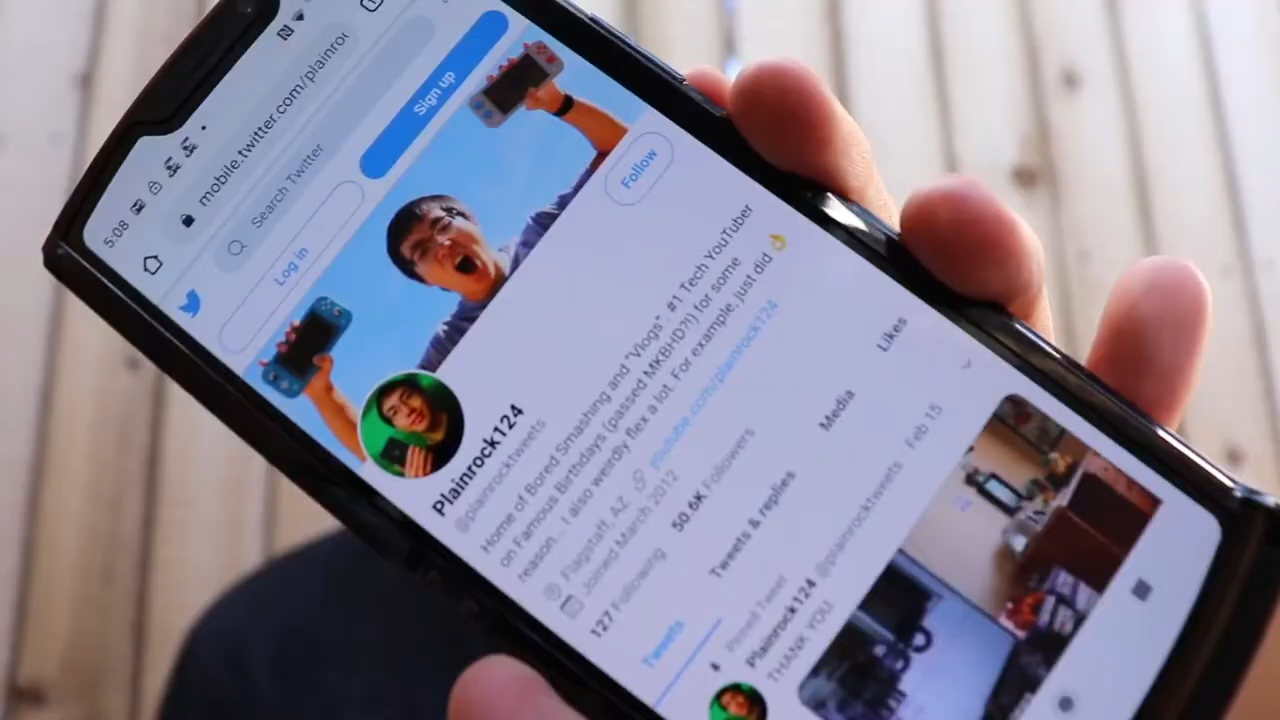 5:08
mobile.twitter.com/plainroc
Search Twitter
Log in
Sign up
Follow
Plainrock124
@plainrocktweets
Home of Bored Smashing and "Vlogs". #1 Tech YouTuber
on Famous Birthdays (passed MKBHD?!) for some
reason... I also weirdly flex a lot. For example, just did 👌
Flagstaff, AZ youtube.com/plainrock124
Joined March 2012
127 Following 50.6K Followers
Tweets Tweets & replies Media Likes
Pinned Tweet
Plainrock124 @plainrocktweets Feb 15
THANK YOU